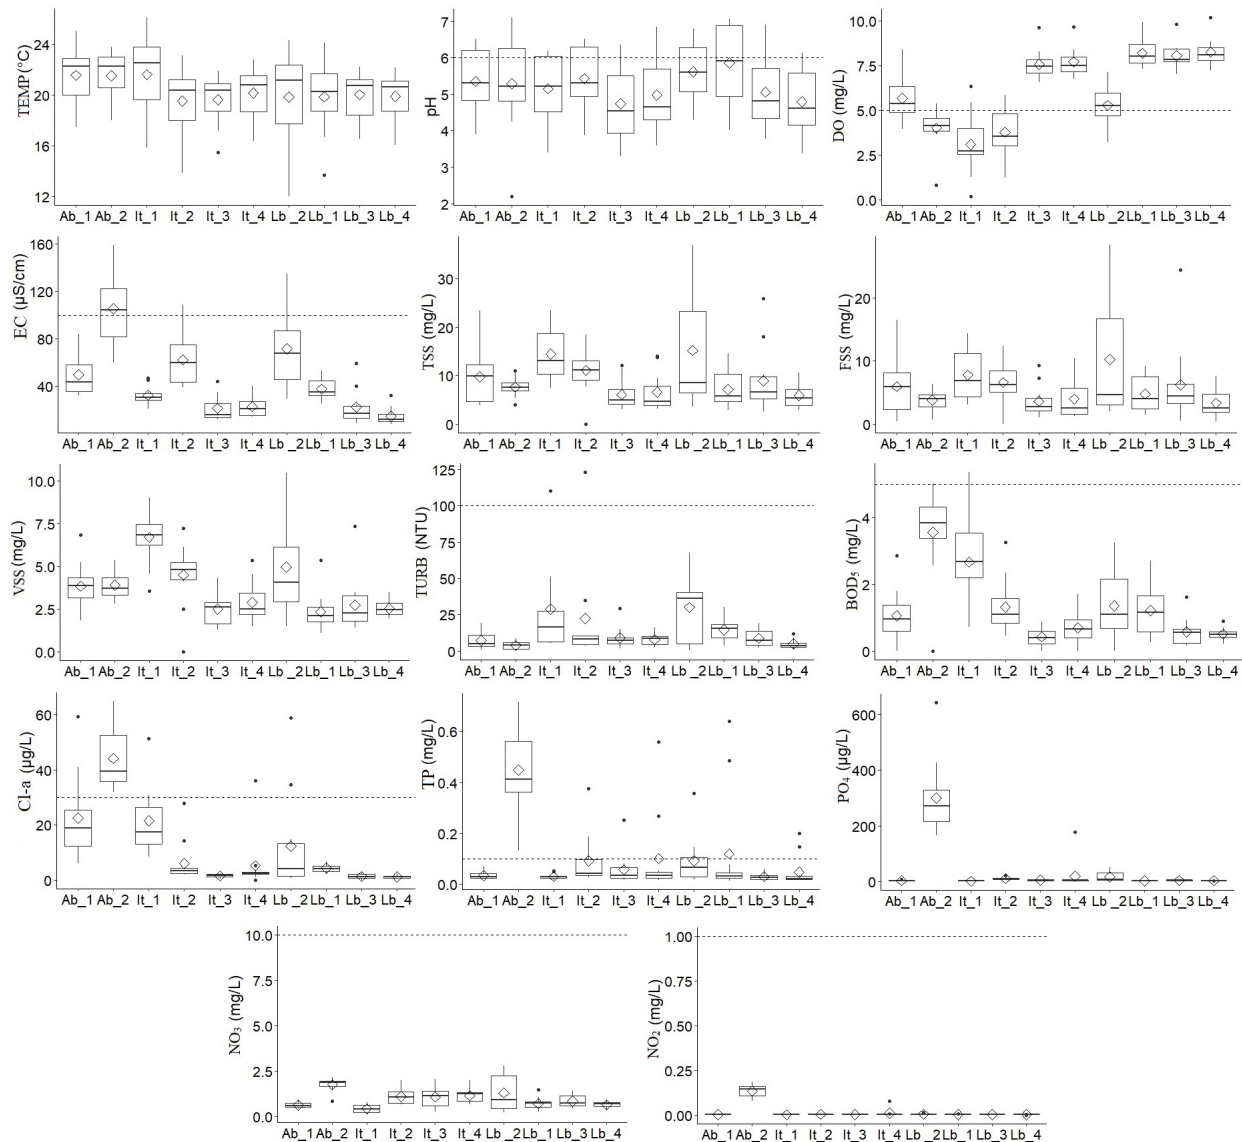 TEMP (°C)
24
20
16
12
Ab_1 Ab_2 It_1 It_2 It_3 It_4 Lb _2 Lb_1 Lb_3 Lb_4
pH
7
6
5
4
3
2
Ab_1 Ab_2 It_1 It_2 It_3 It_4 Lb _2 Lb_1 Lb_3 Lb_4
DO (mg/L)
10.0
7.5
5.0
2.5
0.0
Ab_1 Ab_2 It_1 It_2 It_3 It_4 Lb _2 Lb_1 Lb_3 Lb_4
EC (µS/cm)
160
120
80
40
Ab_1 Ab_2 It_1 It_2 It_3 It_4 Lb _2 Lb_1 Lb_3 Lb_4
TSS (mg/L)
30
20
10
0
Ab_1 Ab_2 It_1 It_2 It_3 It_4 Lb _2 Lb_1 Lb_3 Lb_4
FSS (mg/L)
20
10
0
Ab_1 Ab_2 It_1 It_2 It_3 It_4 Lb _2 Lb_1 Lb_3 Lb_4
VSS (mg/L)
10.0
7.5
5.0
2.5
0.0
Ab_1 Ab_2 It_1 It_2 It_3 It_4 Lb _2 Lb_1 Lb_3 Lb_4
TURB (NTU)
125
100
75
50
25
0
Ab_1 Ab_2 It_1 It_2 It_3 It_4 Lb _2 Lb_1 Lb_3 Lb_4
BOD₅ (mg/L)
4
2
0
Ab_1 Ab_2 It_1 It_2 It_3 It_4 Lb _2 Lb_1 Lb_3 Lb_4
Cl-a (µg/L)
60
40
20
0
Ab_1 Ab_2 It_1 It_2 It_3 It_4 Lb _2 Lb_1 Lb_3 Lb_4
TP (mg/L)
0.6
0.4
0.2
0.0
Ab_1 Ab_2 It_1 It_2 It_3 It_4 Lb _2 Lb_1 Lb_3 Lb_4
PO₄ (µg/L)
600
400
200
0
Ab_1 Ab_2 It_1 It_2 It_3 It_4 Lb _2 Lb_1 Lb_3 Lb_4
NO₃ (mg/L)
10.0
7.5
5.0
2.5
0.0
Ab_1 Ab_2 It_1 It_2 It_3 It_4 Lb _2 Lb_1 Lb_3 Lb_4
NO₂ (mg/L)
1.00
0.75
0.50
0.25
0.00
Ab_1 Ab_2 It_1 It_2 It_3 It_4 Lb _2 Lb_1 Lb_3 Lb_4